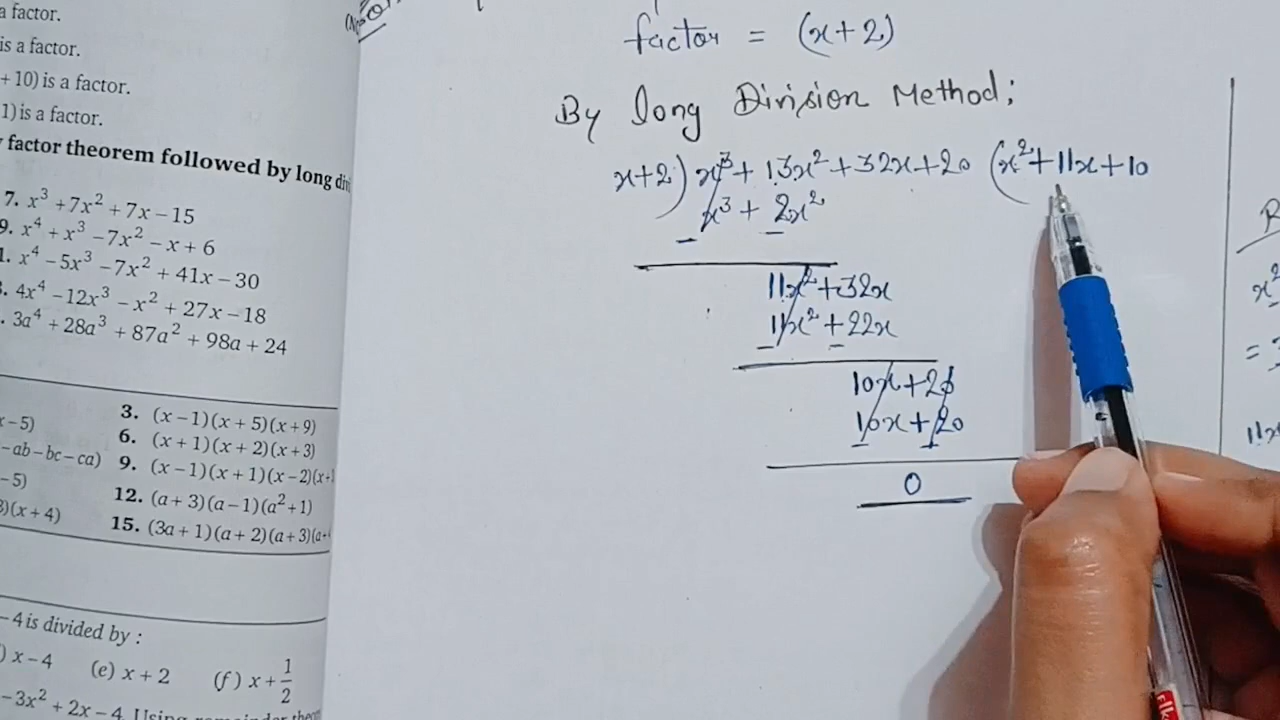 a factor.
is a factor.
+ 10) is a factor.
1) is a factor.
factor theorem followed by long
7. x³ + 7x² + 7x − 15
9. x⁴ + x³ − 7x² − x + 6
1. x⁴ − 5x³ − 7x² + 41x − 30
. 4x⁴ − 12x³ − x² + 27x − 18
. 3a⁴ + 28a³ + 87a² + 98a + 24
x − 5) 3. (x − 1)(x + 5)(x + 9)
− ab − bc − ca) 6. (x + 1)(x + 2)(x + 3)
− 5) 9. (x − 1)(x + 1)(x − 2)(x +
)(x + 4) 12. (a + 3)(a − 1)(a² + 1)
15. (3a + 1)(a + 2)(a + 3)(a +
− 4 is divided by :
) x − 4 (e) x + 2 (f) x + 1/2
− 3x² + 2x − 4. Using remainder
factor = (x + 2)
By long Division Method;
x+2) x³ + 13x² + 32x + 20 (x² + 11x + 10
x³ + 2x²
− −
11x² + 32x
11x² + 22x
− −
10x + 20
10x + 20
− −
0
R
x²
=
11x